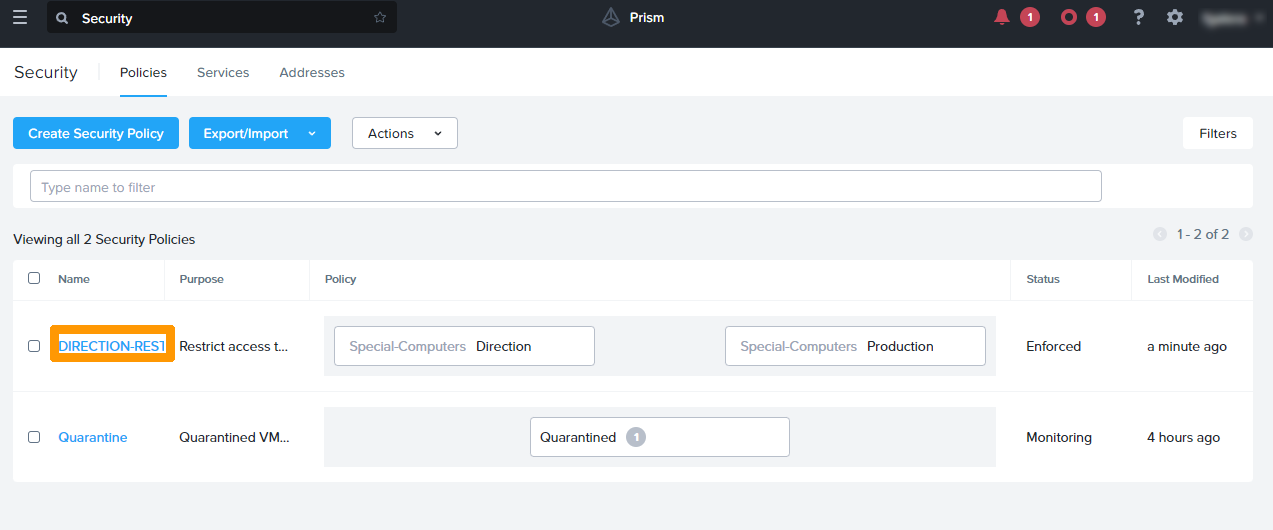 Security
Prism
1
1
?
Security
Policies
Services
Addresses
Create Security Policy
Export/Import
Actions
Filters
Type name to filter
Viewing all 2 Security Policies
1 - 2 of 2
Name
Purpose
Policy
Status
Last Modified
DIRECTION-REST
Restrict access t...
Special-Computers Direction
Special-Computers Production
Enforced
a minute ago
Quarantine
Quarantined VM...
Quarantined 1
Monitoring
4 hours ago